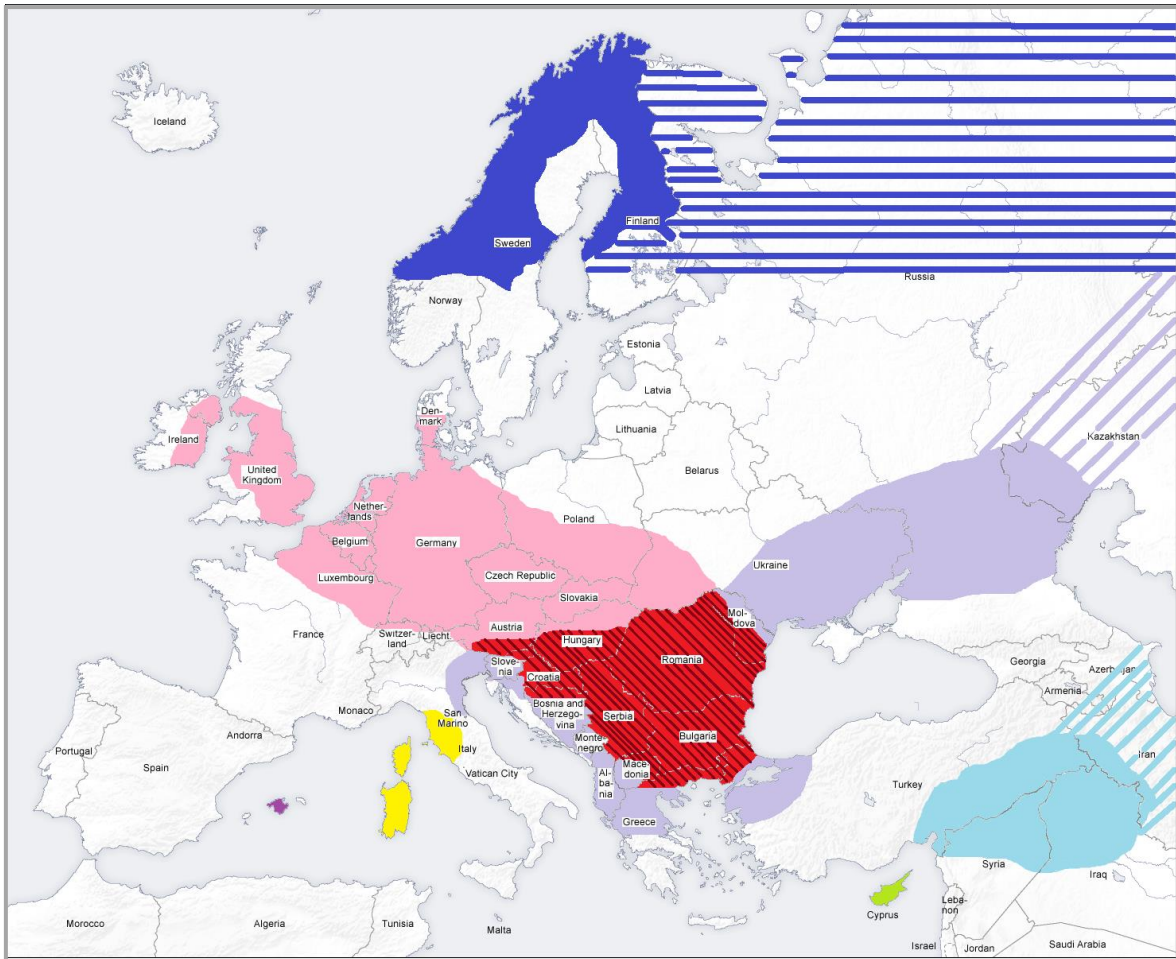 Iceland
Finland
Sweden
Russia
Norway
Estonia
Latvia
Den-
mark
Lithuania
Kazakhstan
Ireland
United
Kingdom
Belarus
Nether-
lands
Poland
Belgium
Germany
Ukraine
Luxembourg
Czech Republic
Slovakia
Mol-
dova
Austria
France
Switzer-
land
Liecht.
Hungary
Romania
Slove-
nia
Georgia
Azerbaijan
Croatia
Armenia
Bosnia and
Herzego-
vina
Monaco
San
Marino
Serbia
Monte-
negro
Bulgaria
Andorra
Italy
Portugal
Spain
Vatican City
Mace-
donia
Al-
ba-
nia
Iran
Turkey
Greece
Syria
Iraq
Cyprus
Leba-
non
Morocco
Algeria
Tunisia
Malta
Israel
Jordan
Saudi Arabia